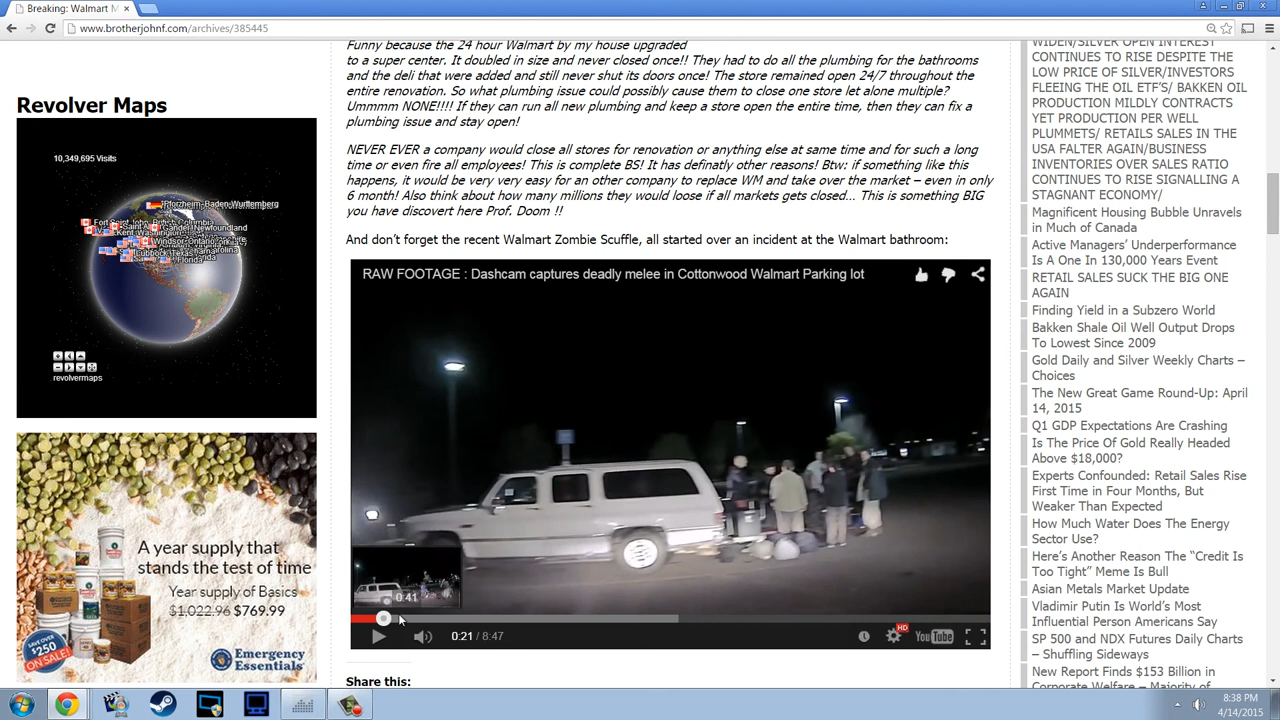 Breaking: Walmart M
www.brotherjohnf.com/archives/385445
Revolver Maps
10,349,695 Visits
Pforzheim, Baden-Wurttemberg
Fort Saint John, British Columbia
Gander, Newfoundland
Windsor, Ontario
Lubbock, Texas
Florida
revolvermaps
A year supply that
stands the test of time
Year supply of Basics
$1,022.96 $769.99
SAVE OVER
$250
ON SALE!
EMERGENCY
ESSENTIALS
Funny because the 24 hour Walmart by my house upgraded
to a super center. It doubled in size and never closed once!! They had to do all the plumbing for the bathrooms
and the deli that were added and still never shut its doors once! The store remained open 24/7 throughout the
entire renovation. So what plumbing issue could possibly cause them to close one store let alone multiple?
Ummmm NONE!!!! If they can run all new plumbing and keep a store open the entire time, then they can fix a
plumbing issue and stay open!
NEVER EVER a company would close all stores for renovation or anything else at same time and for such a long
time or even fire all employees! This is complete BS! It has definatly other reasons! Btw: if something like this
happens, it would be very very easy for an other company to replace WM and take over the market – even in only
6 month! Also think about how many millions they would loose if all markets gets closed… This is something BIG
you have discovert here Prof. Doom !!
And don't forget the recent Walmart Zombie Scuffle, all started over an incident at the Walmart bathroom:
RAW FOOTAGE : Dashcam captures deadly melee in Cottonwood Walmart Parking lot
0:41
0:21 / 8:47
HD
YouTube
Share this:
WIDEN/SILVER OPEN INTEREST
CONTINUES TO RISE DESPITE THE
LOW PRICE OF SILVER/INVESTORS
FLEEING THE OIL ETF'S/ BAKKEN OIL
PRODUCTION MILDLY CONTRACTS
YET PRODUCTION PER WELL
PLUMMETS/ RETAILS SALES IN THE
USA FALTER AGAIN/BUSINESS
INVENTORIES OVER SALES RATIO
CONTINUES TO RISE SIGNALLING A
STAGNANT ECONOMY/
Magnificent Housing Bubble Unravels
in Much of Canada
Active Managers' Underperformance
Is A One In 130,000 Years Event
RETAIL SALES SUCK THE BIG ONE
AGAIN
Finding Yield in a Subzero World
Bakken Shale Oil Well Output Drops
To Lowest Since 2009
Gold Daily and Silver Weekly Charts –
Choices
The New Great Game Round-Up: April
14, 2015
Q1 GDP Expectations Are Crashing
Is The Price Of Gold Really Headed
Above $18,000?
Experts Confounded: Retail Sales Rise
First Time in Four Months, But
Weaker Than Expected
How Much Water Does The Energy
Sector Use?
Here's Another Reason The "Credit Is
Too Tight" Meme Is Bull
Asian Metals Market Update
Vladimir Putin Is World's Most
Influential Person Americans Say
SP 500 and NDX Futures Daily Charts
– Shuffling Sideways
New Report Finds $153 Billion in
Corporate Welfare – Majority of
8:38 PM
4/14/2015